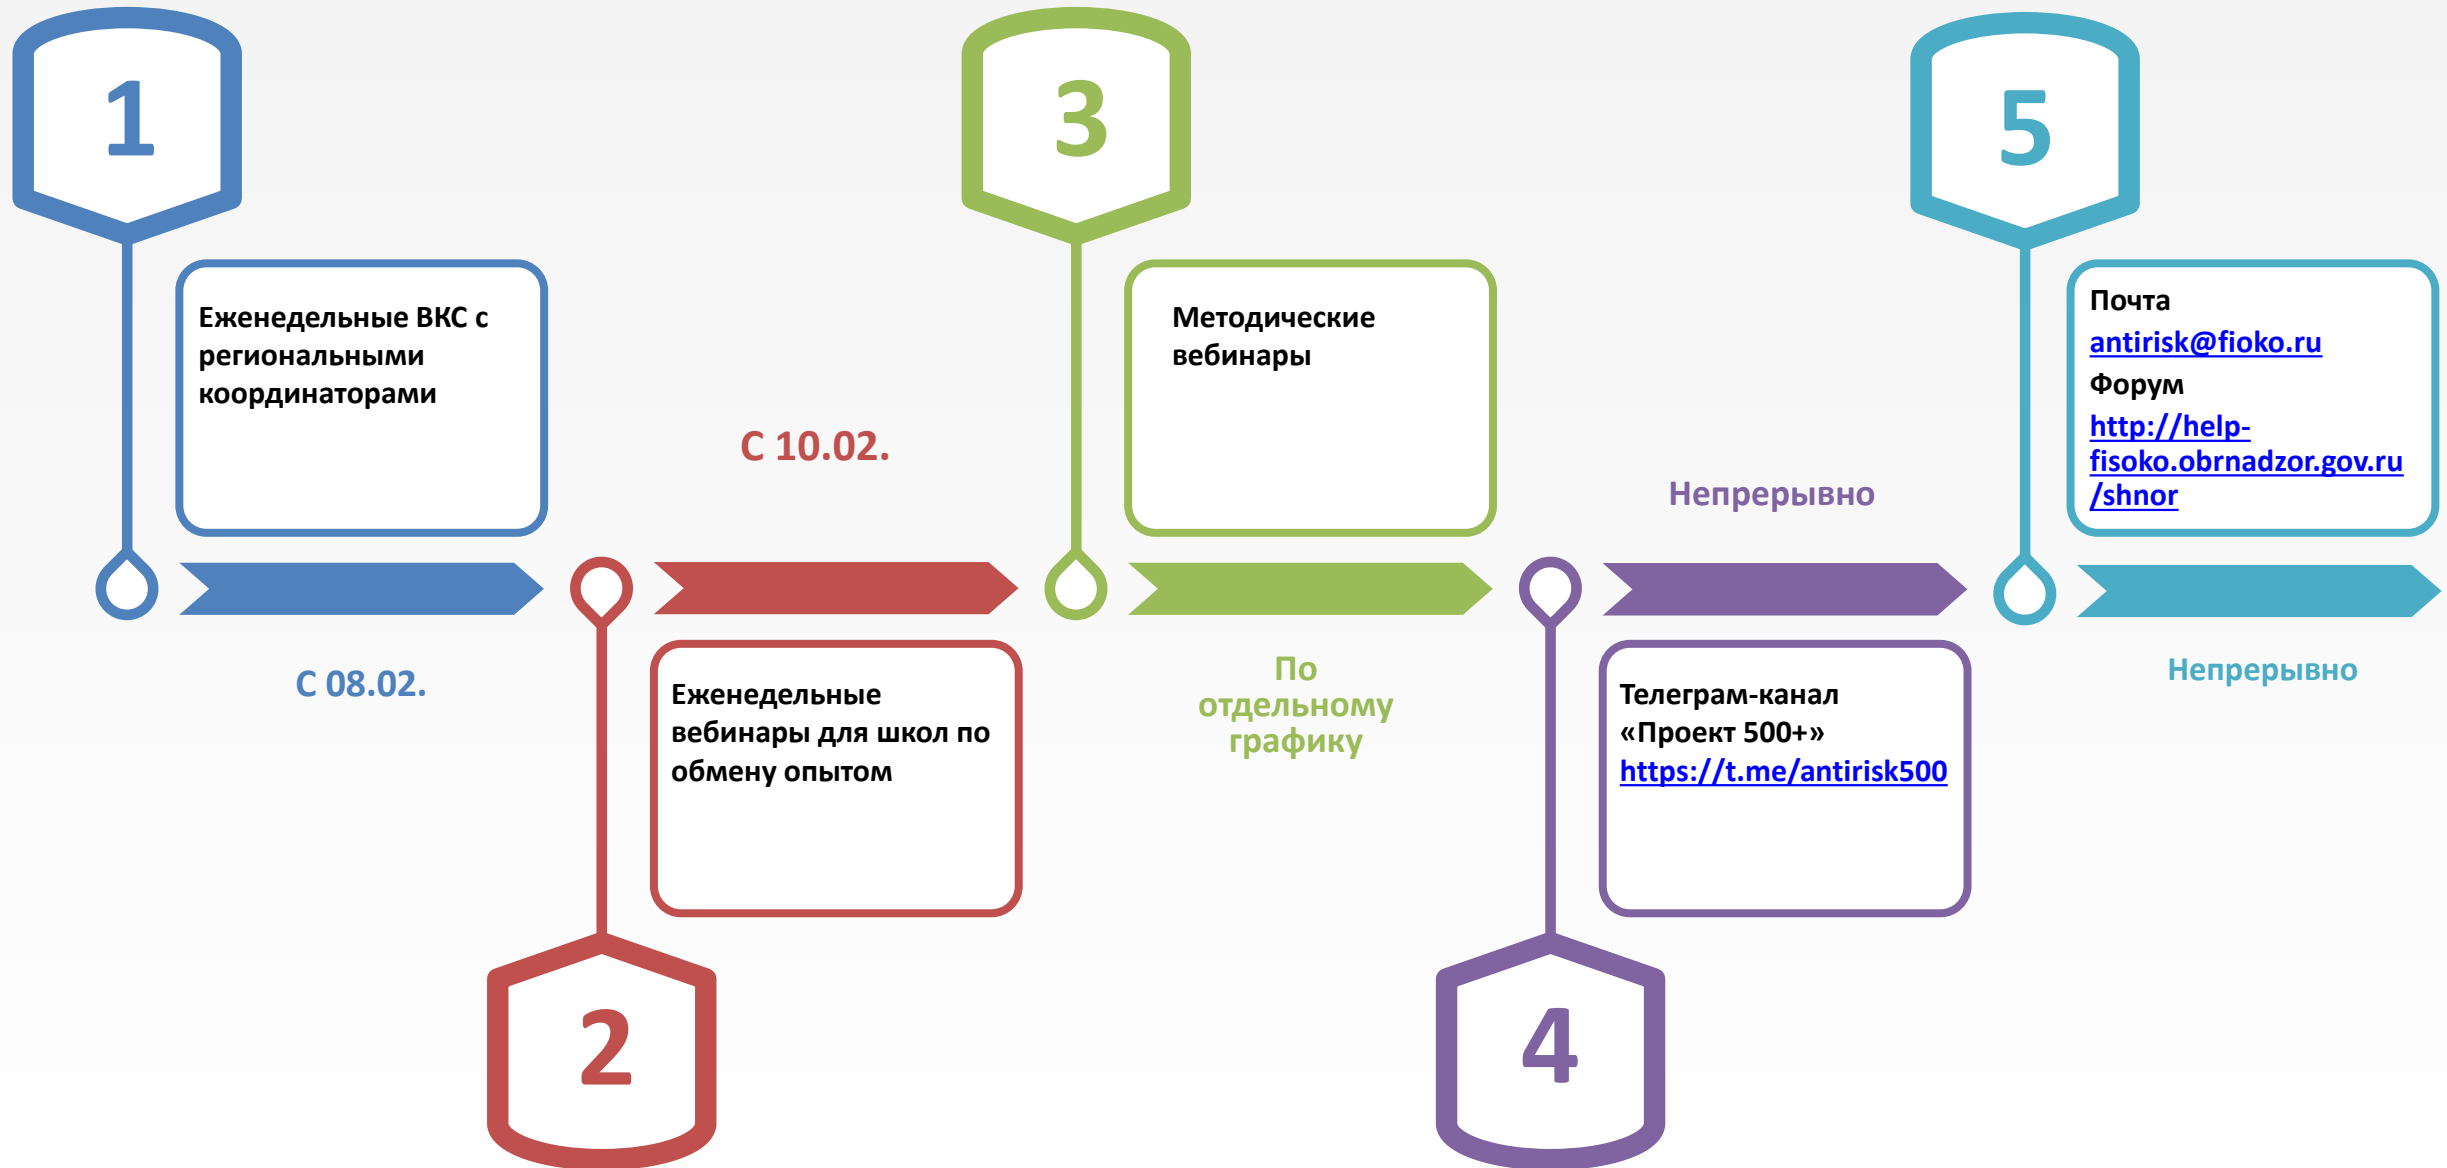 1
Еженедельные ВКС с
региональными
координаторами
С 08.02.
2
С 10.02.
Еженедельные
вебинары для школ по
обмену опытом
3
Методические
вебинары
По
отдельному
графику
4
Непрерывно
Телеграм-канал
«Проект 500+»
https://t.me/antirisk500
5
Почта
antirisk@fioko.ru
Форум
http://help-
fisoko.obrnadzor.gov.ru
/shnor
Непрерывно